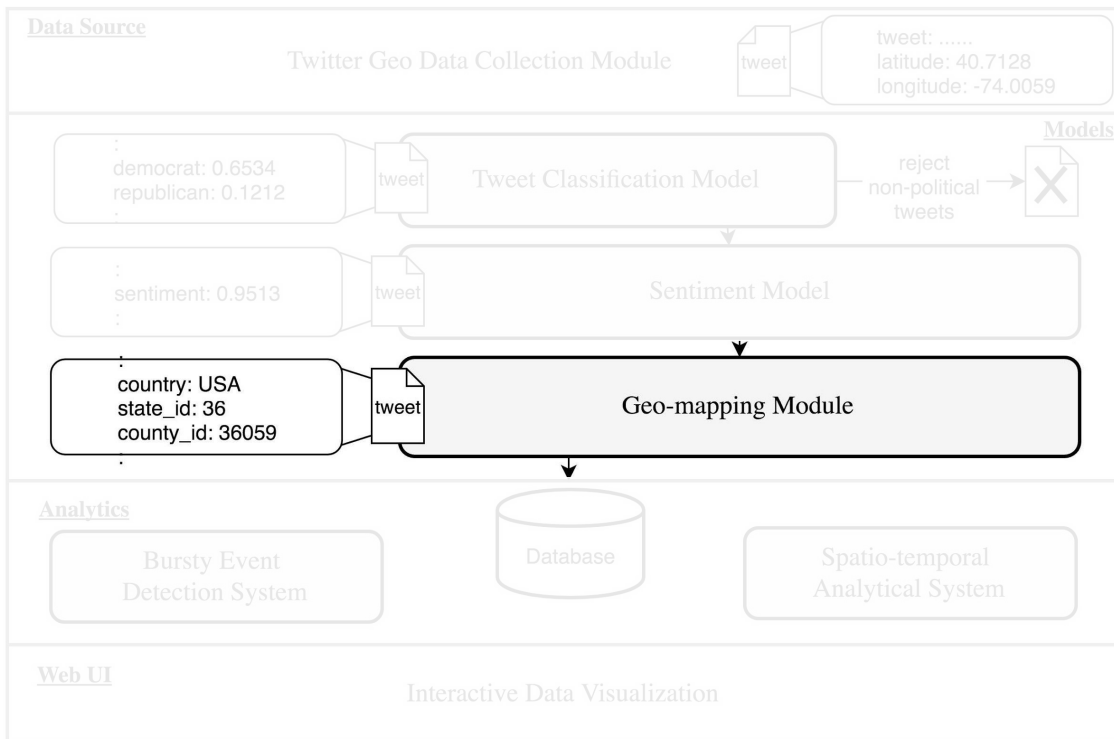 Data Source
Twitter Geo Data Collection Module
tweet
tweet: ......
latitude: 40.7128
longitude: -74.0059
Models
:
democrat: 0.6534
republican: 0.1212
:
tweet
Tweet Classification Model
reject
non-political
tweets
:
sentiment: 0.9513
:
tweet
Sentiment Model
:
country: USA
state_id: 36
county_id: 36059
:
tweet
Geo-mapping Module
Analytics
Bursty Event
Detection System
Database
Spatio-temporal
Analytical System
Web UI
Interactive Data Visualization